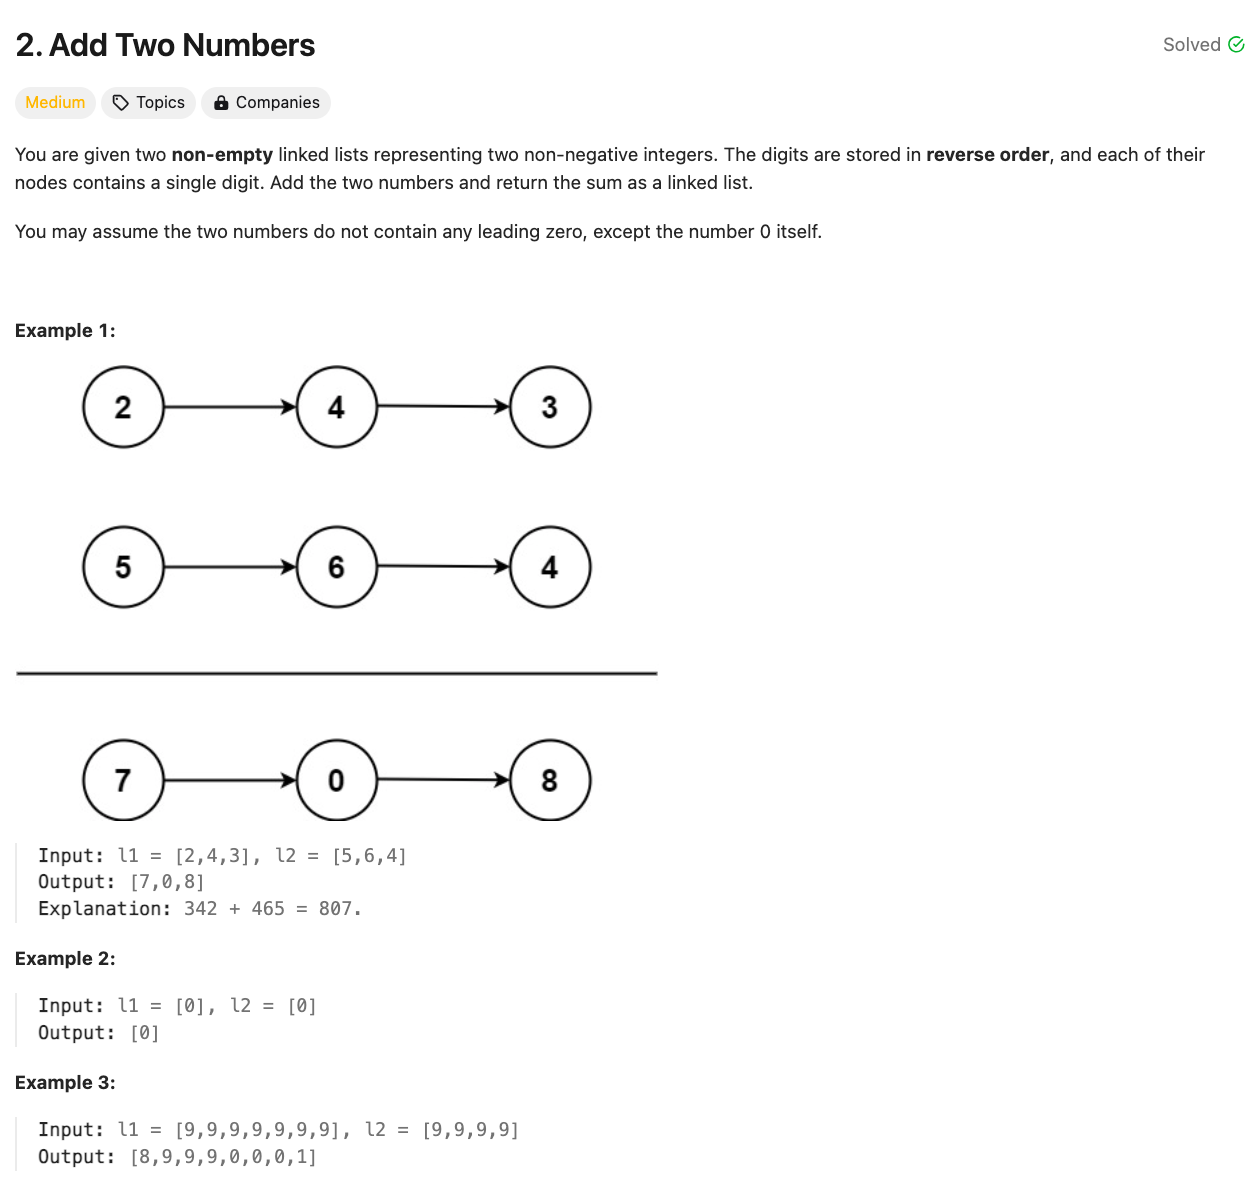 2. Add Two Numbers
Solved
Medium Topics Companies
You are given two non-empty linked lists representing two non-negative integers. The digits are stored in reverse order, and each of their
nodes contains a single digit. Add the two numbers and return the sum as a linked list.
You may assume the two numbers do not contain any leading zero, except the number 0 itself.
Example 1:
2 4 3
5 6 4
7 0 8
Input: l1 = [2,4,3], l2 = [5,6,4]
Output: [7,0,8]
Explanation: 342 + 465 = 807.
Example 2:
Input: l1 = [0], l2 = [0]
Output: [0]
Example 3:
Input: l1 = [9,9,9,9,9,9,9], l2 = [9,9,9,9]
Output: [8,9,9,9,0,0,0,1]